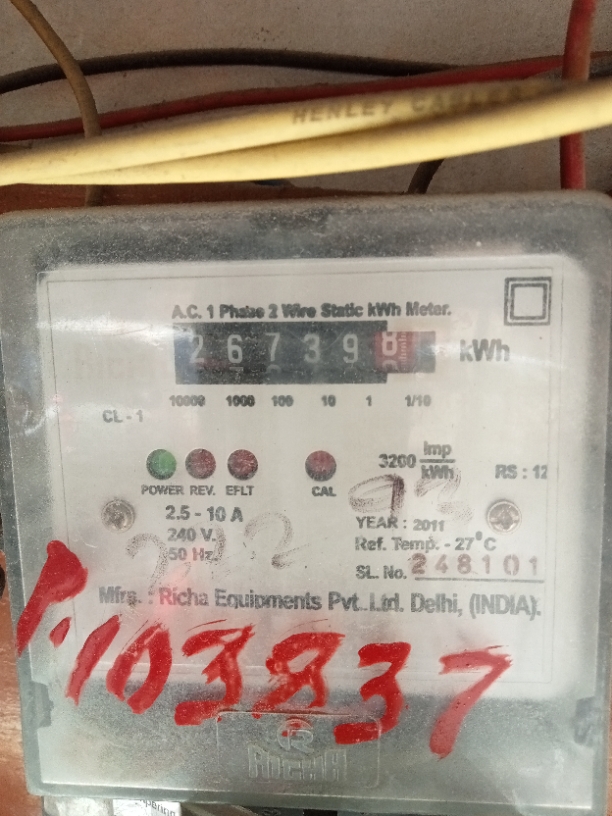 HENLEY CABLES
A.C. 1 Phase 2 Wire Static kWh Meter.
2 6 7 3 9 8 kWh
10000 1000 100 10 1 1/10
CL - 1
3200 imp/kWh RS : 12
POWER REV. EFLT CAL
2.5 - 10 A
240 V.
50 Hz.
YEAR : 2011
Ref. Temp. - 27°C
SL. No. 248101
Mfrs. : Richa Equipments Pvt. Ltd. Delhi, (INDIA).
P.103837
RICHA